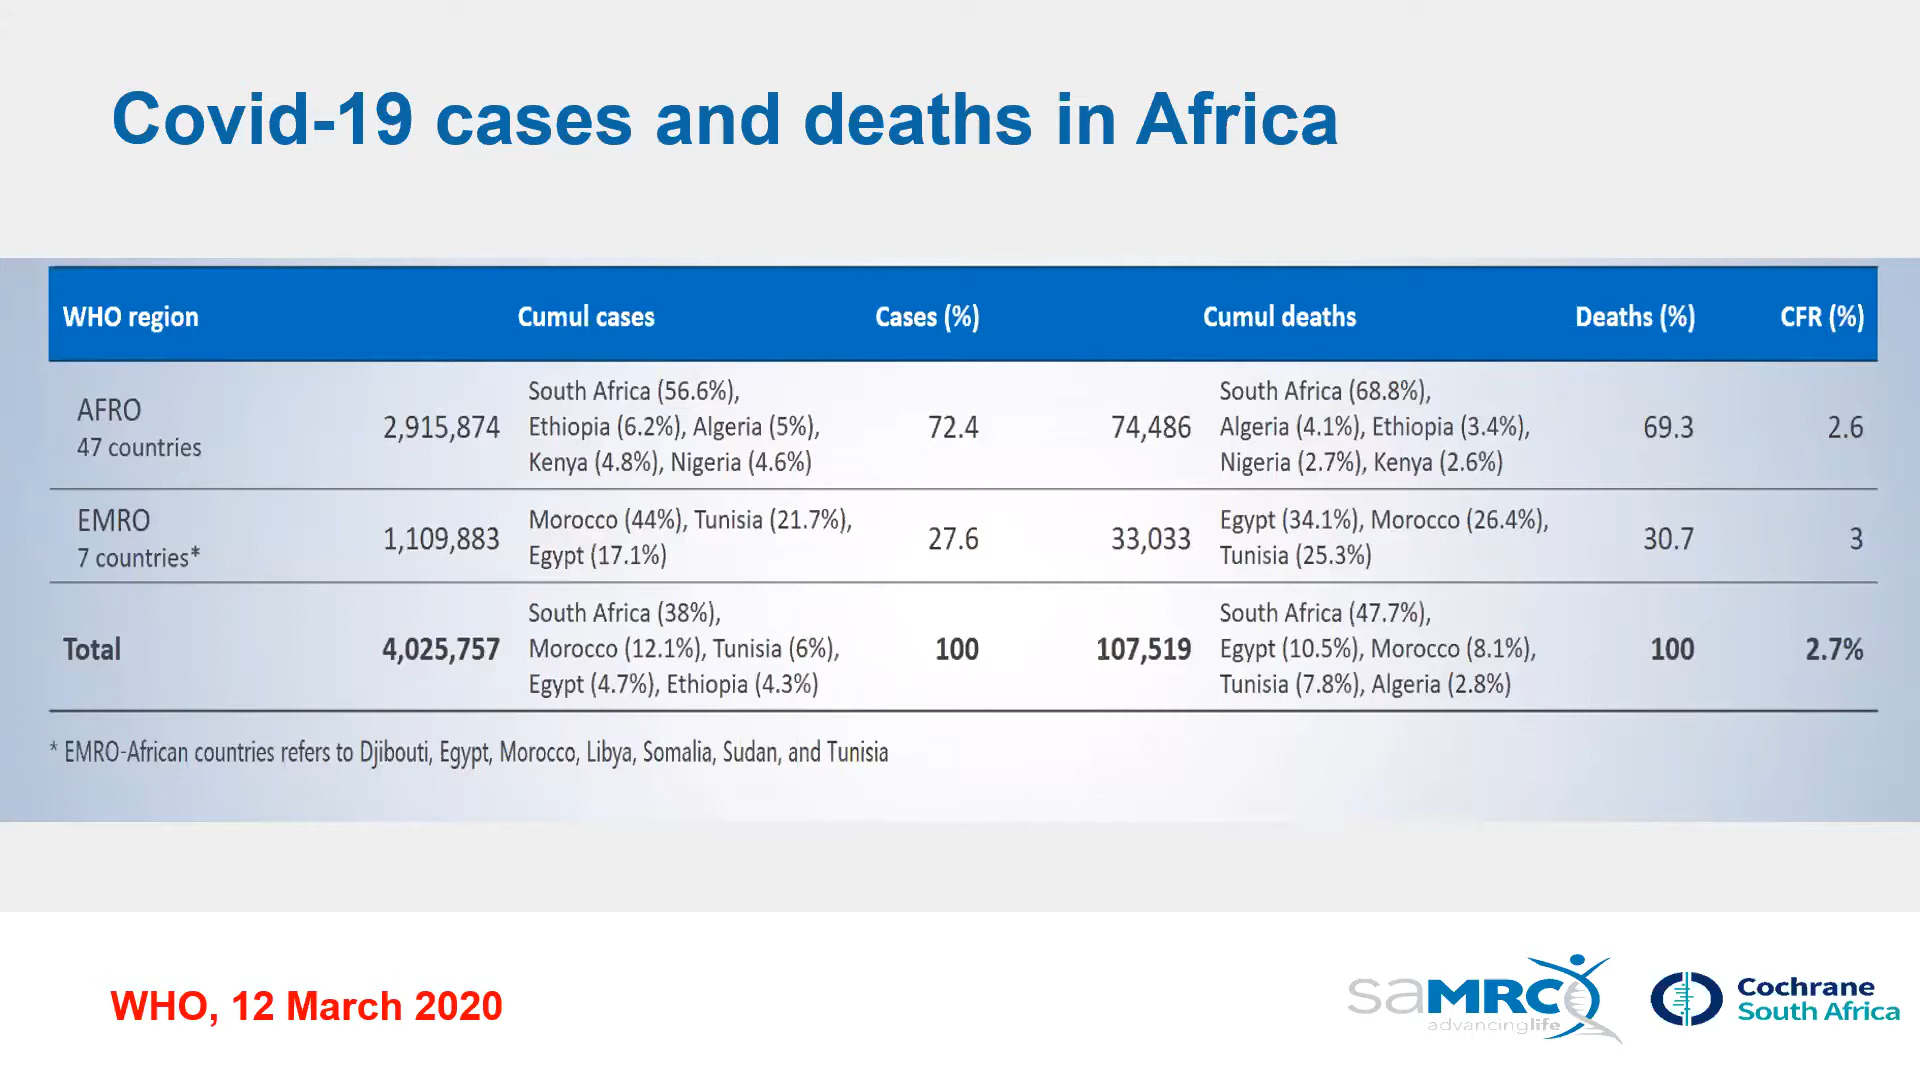 Covid-19 cases and deaths in Africa
WHO region Cumul cases Cases (%) Cumul deaths Deaths (%) CFR (%)
AFRO
47 countries
2,915,874
South Africa (56.6%),
Ethiopia (6.2%), Algeria (5%),
Kenya (4.8%), Nigeria (4.6%)
72.4
74,486
South Africa (68.8%),
Algeria (4.1%), Ethiopia (3.4%),
Nigeria (2.7%), Kenya (2.6%)
69.3
2.6
EMRO
7 countries*
1,109,883
Morocco (44%), Tunisia (21.7%),
Egypt (17.1%)
27.6
33,033
Egypt (34.1%), Morocco (26.4%),
Tunisia (25.3%)
30.7
3
Total
4,025,757
South Africa (38%),
Morocco (12.1%), Tunisia (6%),
Egypt (4.7%), Ethiopia (4.3%)
100
107,519
South Africa (47.7%),
Egypt (10.5%), Morocco (8.1%),
Tunisia (7.8%), Algeria (2.8%)
100
2.7%
* EMRO-African countries refers to Djibouti, Egypt, Morocco, Libya, Somalia, Sudan, and Tunisia
WHO, 12 March 2020
saMRC
advancinglife
Cochrane
South Africa